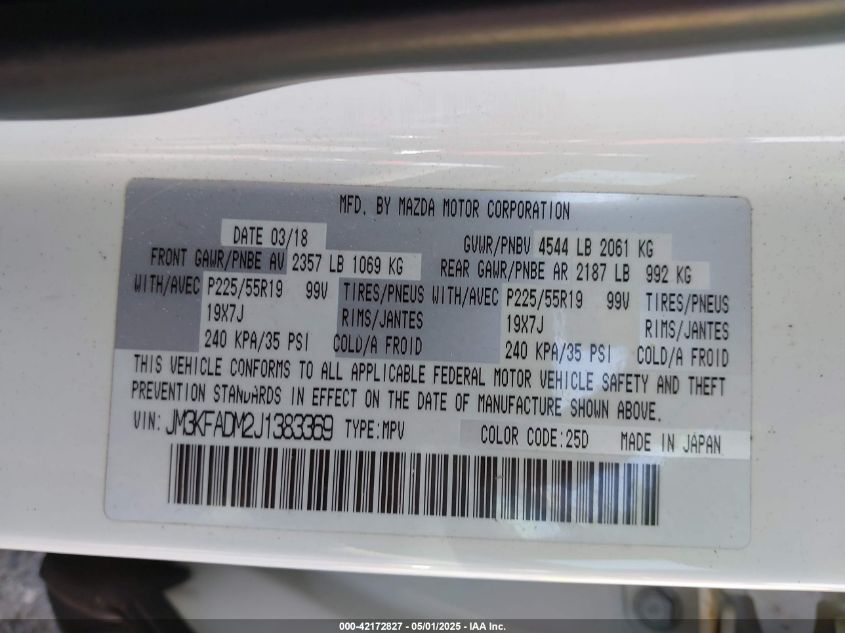 MFD. BY MAZDA MOTOR CORPORATION
DATE 03/18 GVWR/PNBV 4544 LB 2061 KG
FRONT GAWR/PNBE AV 2357 LB 1069 KG REAR GAWR/PNBE AR 2187 LB 992 KG
WITH/AVEC P225/55R19 99V TIRES/PNEUS WITH/AVEC P225/55R19 99V TIRES/PNEUS
19X7J RIMS/JANTES 19X7J RIMS/JANTES
240 KPA/35 PSI COLD/A FROID 240 KPA/35 PSI COLD/A FROID
THIS VEHICLE CONFORMS TO ALL APPLICABLE FEDERAL MOTOR VEHICLE SAFETY AND THEFT
PREVENTION STANDARDS IN EFFECT ON THE DATE OF MANUFACTURE SHOWN ABOVE.
VIN: JM3KFADM2J1383369 TYPE:MPV COLOR CODE:25D MADE IN JAPAN
000-42172827 - 05/01/2025 - IAA Inc.